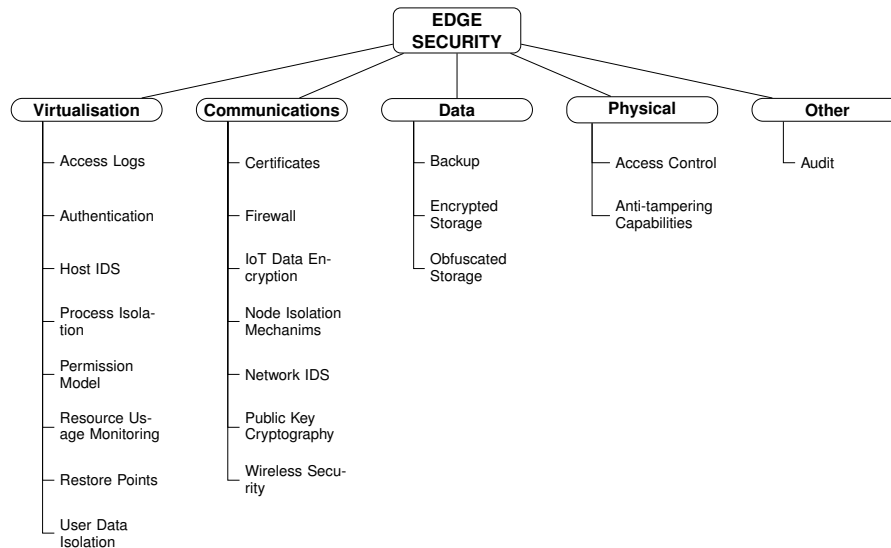 EDGE
SECURITY
Virtualisation
Access Logs
Authentication
Host IDS
Process Isola-
tion
Permission
Model
Resource Us-
age Monitoring
Restore Points
User Data
Isolation
Communications
Certificates
Firewall
IoT Data En-
cryption
Node Isolation
Mechanims
Network IDS
Public Key
Cryptography
Wireless Secu-
rity
Data
Backup
Encrypted
Storage
Obfuscated
Storage
Physical
Access Control
Anti-tampering
Capabilities
Other
Audit